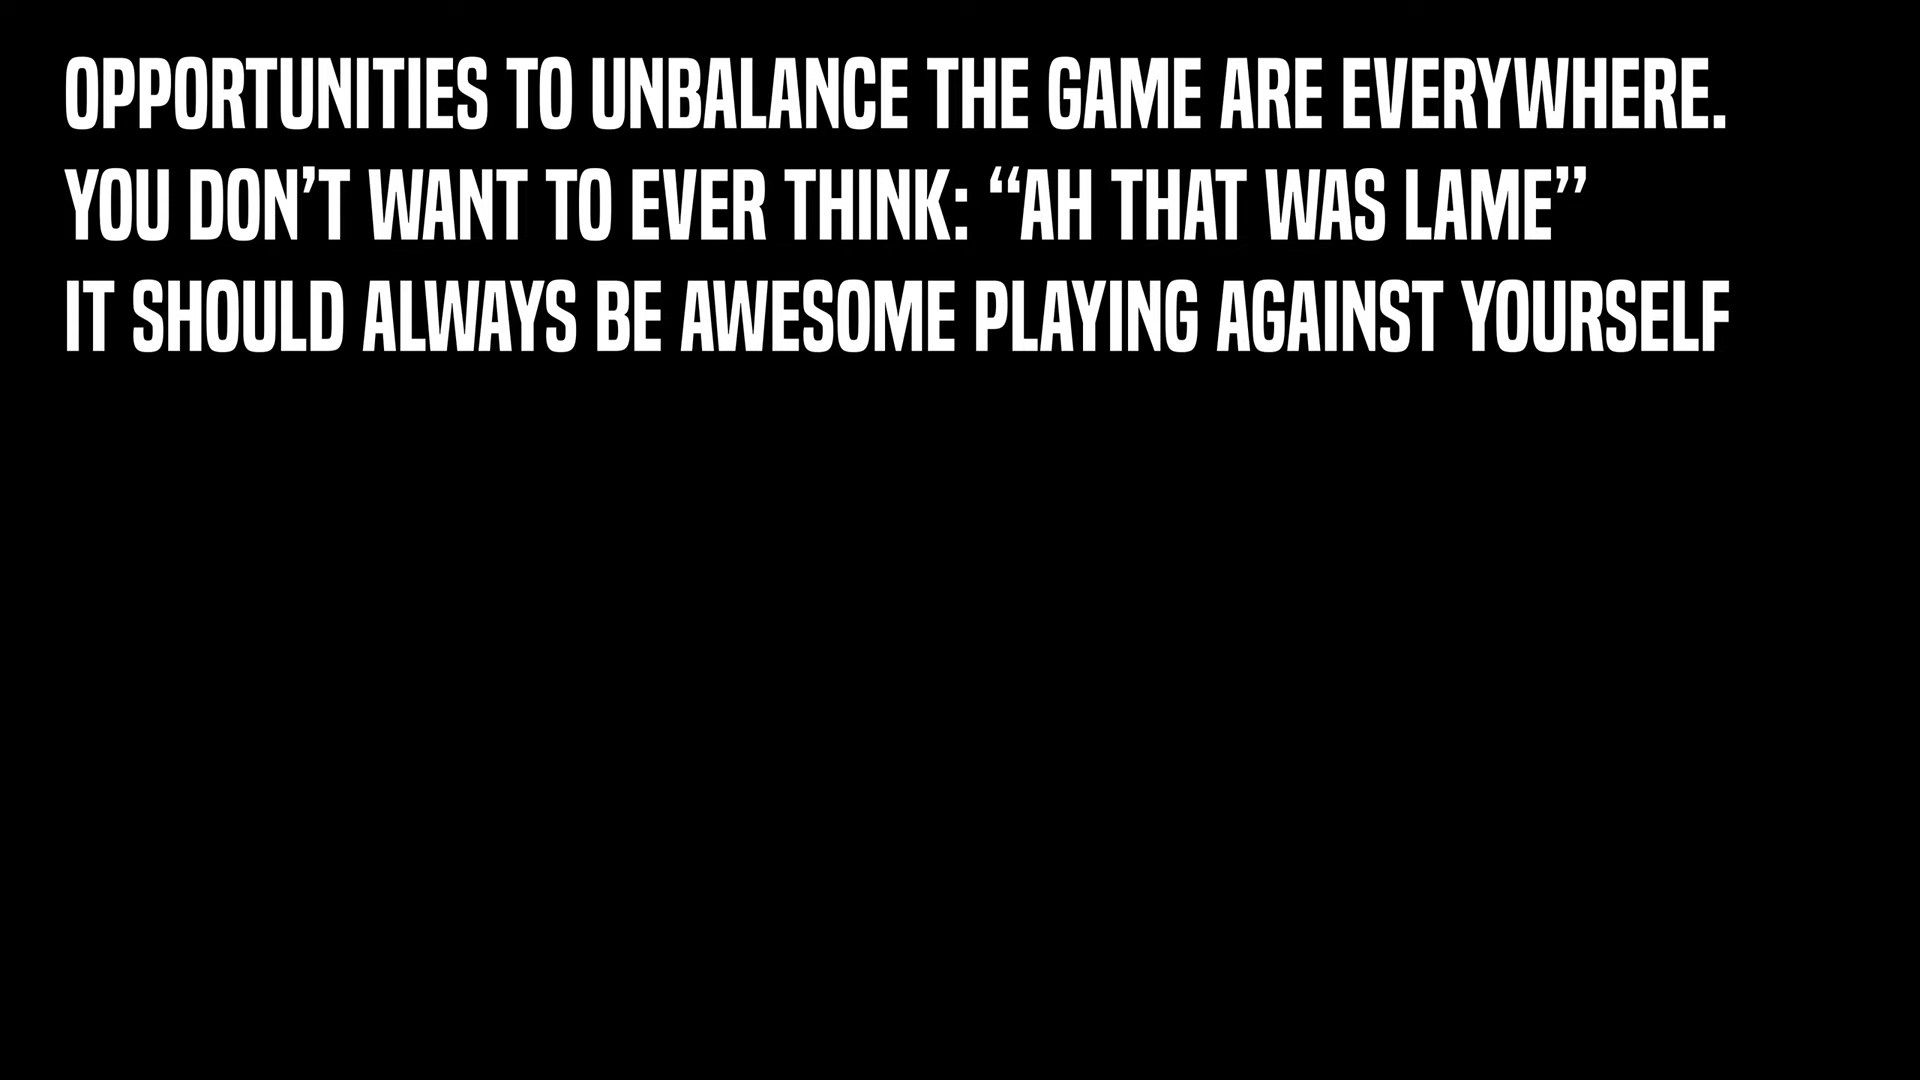 OPPORTUNITIES TO UNBALANCE THE GAME ARE EVERYWHERE.
YOU DON’T WANT TO EVER THINK: “AH THAT WAS LAME”
IT SHOULD ALWAYS BE AWESOME PLAYING AGAINST YOURSELF